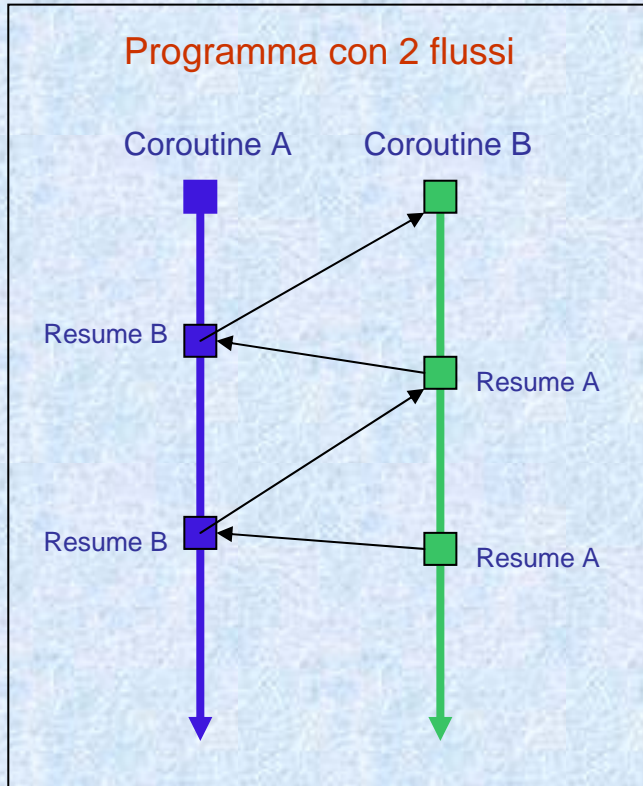 Programma con 2 flussi
Coroutine A
Coroutine B
Resume B
Resume A
Resume B
Resume A